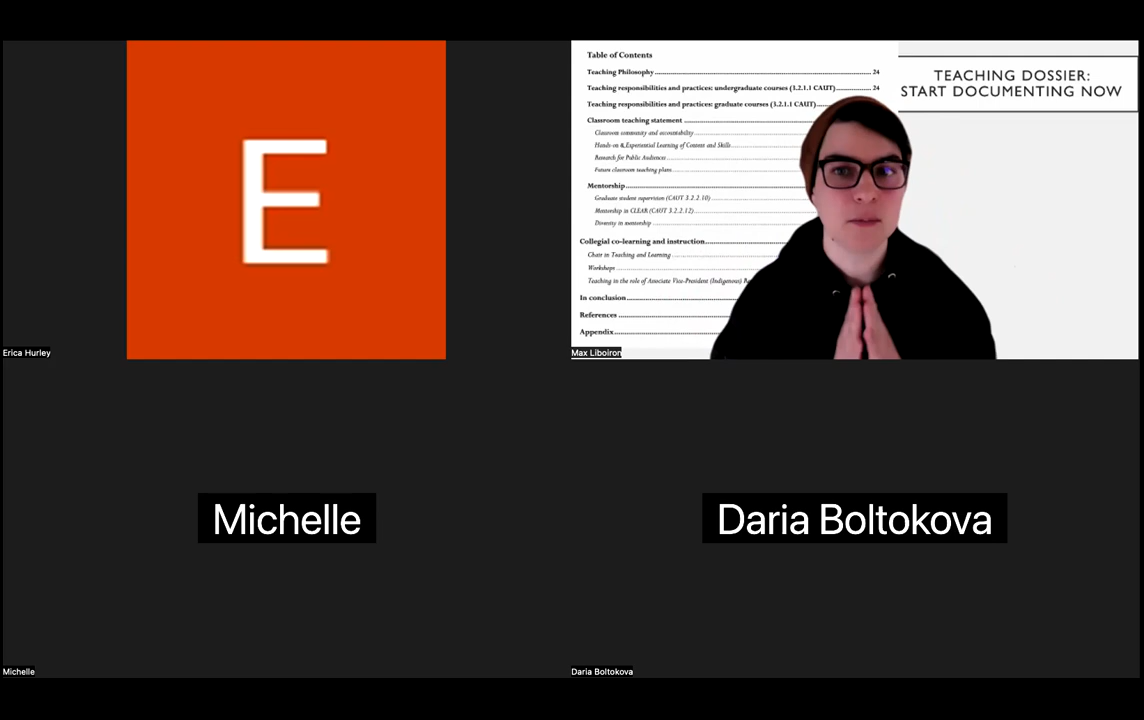 E
Erica Hurley
Table of Contents
Teaching Philosophy 24
Teaching responsibilities and practices: undergraduate courses (3.2.1.1 CAUT) 24
Teaching responsibilities and practices: graduate courses (3.2.1.1 CAUT)
Classroom teaching statement
Classroom community and accountability
Hands-on & Experiential Learning of Content and Skills
Research for Public Audiences
Future classroom teaching plans
Mentorship
Graduate student supervision (CAUT 3.2.2.10)
Mentorship in CLEAR (CAUT 3.2.2.12)
Diversity in mentorship
Collegial co-learning and instruction
Chair in Teaching and Learning
Workshops
Teaching in the role of Associate Vice-President (Indigenous)
In conclusion
References
Appendix
TEACHING DOSSIER:
START DOCUMENTING NOW
Max Liboiron
Michelle
Michelle
Daria Boltokova
Daria Boltokova